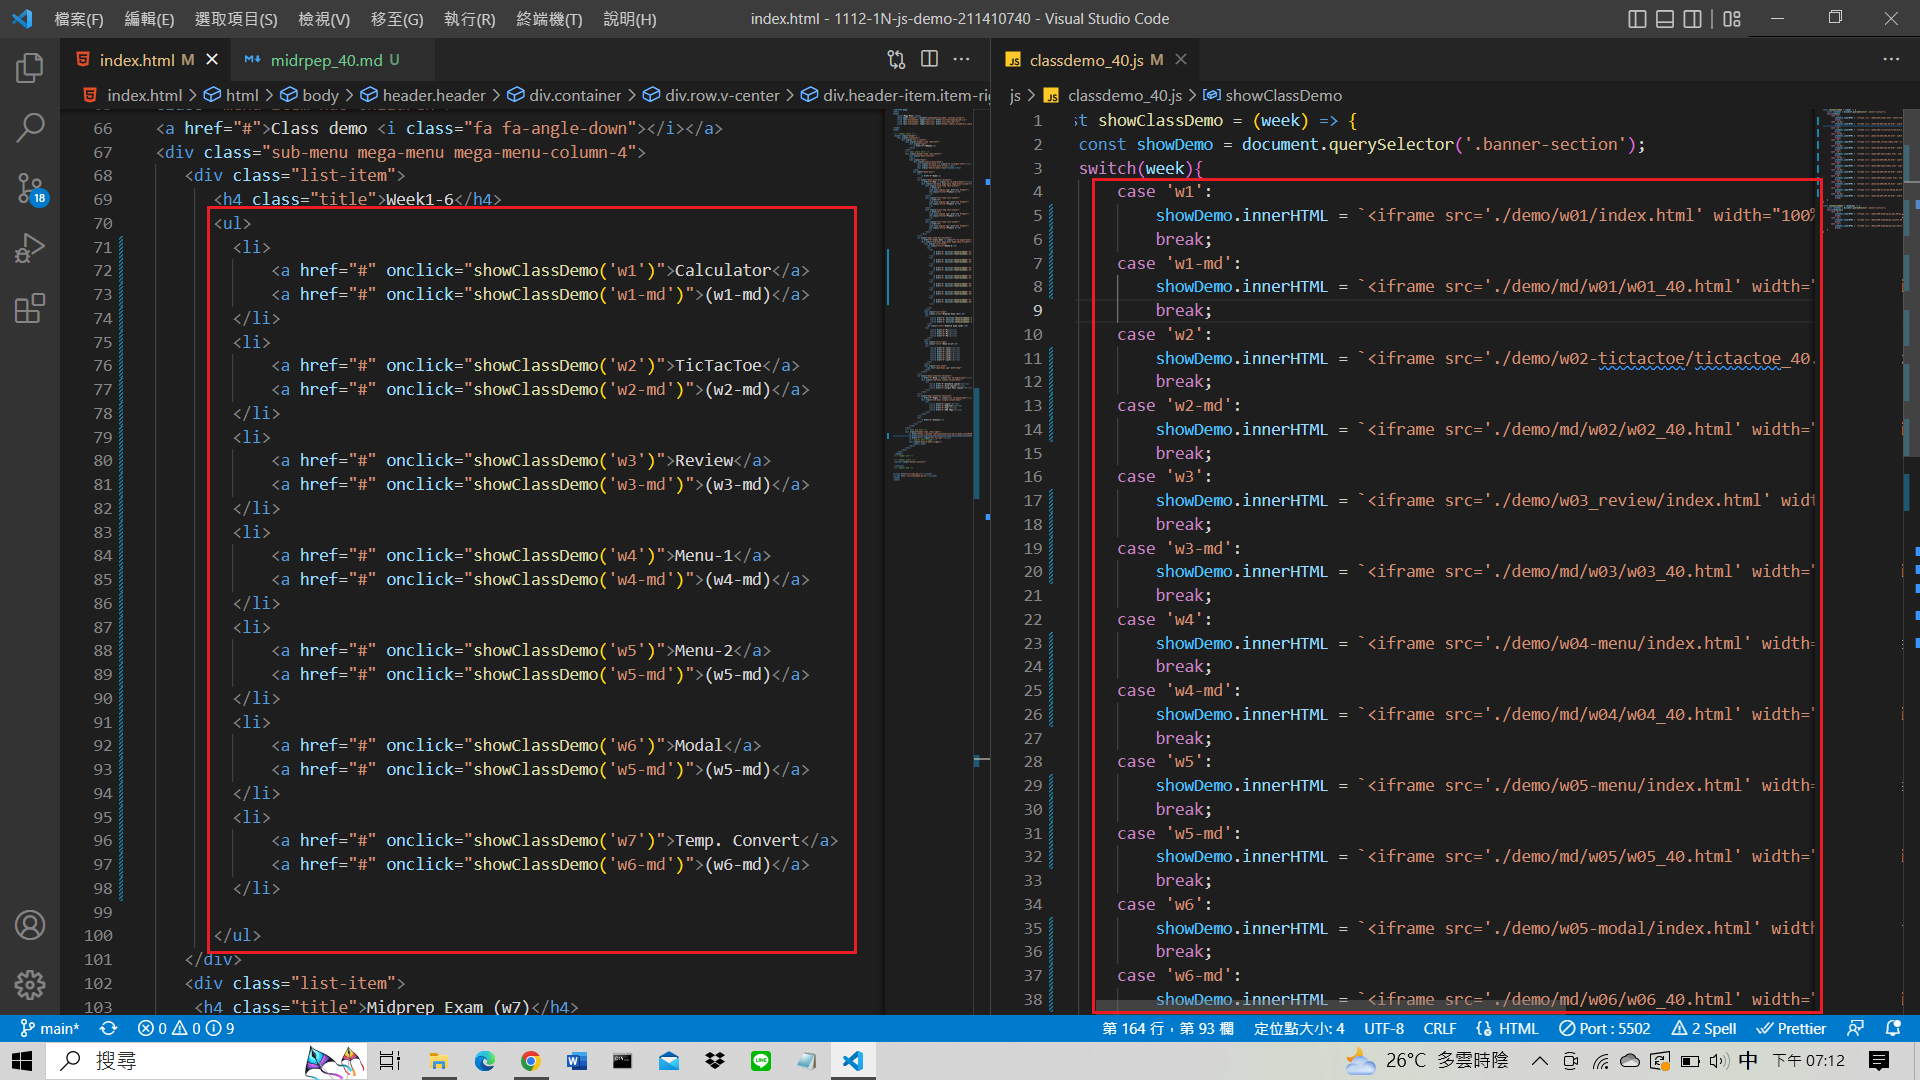 檔案(F) 編輯(E) 選取項目(S) 檢視(V) 移至(G) 執行(R) 終端機(T) 說明(H)
index.html - 1112-1N-js-demo-211410740 - Visual Studio Code
index.html M
midrpep_40.md U
index.html > html > body > header.header > div.container > div.row.v-center > div.header-item.item-ri
66 <a href="#">Class demo <i class="fa fa-angle-down"></i></a>
67 <div class="sub-menu mega-menu mega-menu-column-4">
68 <div class="list-item">
69 <h4 class="title">Week1-6</h4>
70 <ul>
71 <li>
72 <a href="#" onclick="showClassDemo('w1')">Calculator</a>
73 <a href="#" onclick="showClassDemo('w1-md')">(w1-md)</a>
74 </li>
75 <li>
76 <a href="#" onclick="showClassDemo('w2')">TicTacToe</a>
77 <a href="#" onclick="showClassDemo('w2-md')">(w2-md)</a>
78 </li>
79 <li>
80 <a href="#" onclick="showClassDemo('w3')">Review</a>
81 <a href="#" onclick="showClassDemo('w3-md')">(w3-md)</a>
82 </li>
83 <li>
84 <a href="#" onclick="showClassDemo('w4')">Menu-1</a>
85 <a href="#" onclick="showClassDemo('w4-md')">(w4-md)</a>
86 </li>
87 <li>
88 <a href="#" onclick="showClassDemo('w5')">Menu-2</a>
89 <a href="#" onclick="showClassDemo('w5-md')">(w5-md)</a>
90 </li>
91 <li>
92 <a href="#" onclick="showClassDemo('w6')">Modal</a>
93 <a href="#" onclick="showClassDemo('w5-md')">(w5-md)</a>
94 </li>
95 <li>
96 <a href="#" onclick="showClassDemo('w7')">Temp. Convert</a>
97 <a href="#" onclick="showClassDemo('w6-md')">(w6-md)</a>
98 </li>
99
100 </ul>
101 </div>
102 <div class="list-item">
103 <h4 class="title">Midprep Exam (w7)</h4>
classdemo_40.js M
js > classdemo_40.js > showClassDemo
1 st showClassDemo = (week) => {
2 const showDemo = document.querySelector('.banner-section');
3 switch(week){
4 case 'w1':
5 showDemo.innerHTML = `<iframe src='./demo/w01/index.html' width="100%
6 break;
7 case 'w1-md':
8 showDemo.innerHTML = `<iframe src='./demo/md/w01/w01_40.html' width="
9 break;
10 case 'w2':
11 showDemo.innerHTML = `<iframe src='./demo/w02-tictactoe/tictactoe_40.
12 break;
13 case 'w2-md':
14 showDemo.innerHTML = `<iframe src='./demo/md/w02/w02_40.html' width="
15 break;
16 case 'w3':
17 showDemo.innerHTML = `<iframe src='./demo/w03_review/index.html' widt
18 break;
19 case 'w3-md':
20 showDemo.innerHTML = `<iframe src='./demo/md/w03/w03_40.html' width="
21 break;
22 case 'w4':
23 showDemo.innerHTML = `<iframe src='./demo/w04-menu/index.html' width=
24 break;
25 case 'w4-md':
26 showDemo.innerHTML = `<iframe src='./demo/md/w04/w04_40.html' width="
27 break;
28 case 'w5':
29 showDemo.innerHTML = `<iframe src='./demo/w05-menu/index.html' width=
30 break;
31 case 'w5-md':
32 showDemo.innerHTML = `<iframe src='./demo/md/w05/w05_40.html' width="
33 break;
34 case 'w6':
35 showDemo.innerHTML = `<iframe src='./demo/w05-modal/index.html' width
36 break;
37 case 'w6-md':
38 showDemo.innerHTML = `<iframe src='./demo/md/w06/w06_40.html' width="
18
main* 0 0 9
第 164 行，第 93 欄 定位點大小: 4 UTF-8 CRLF HTML Port : 5502 2 Spell Prettier
搜尋
26°C 多雲時陰 中 下午 07:12